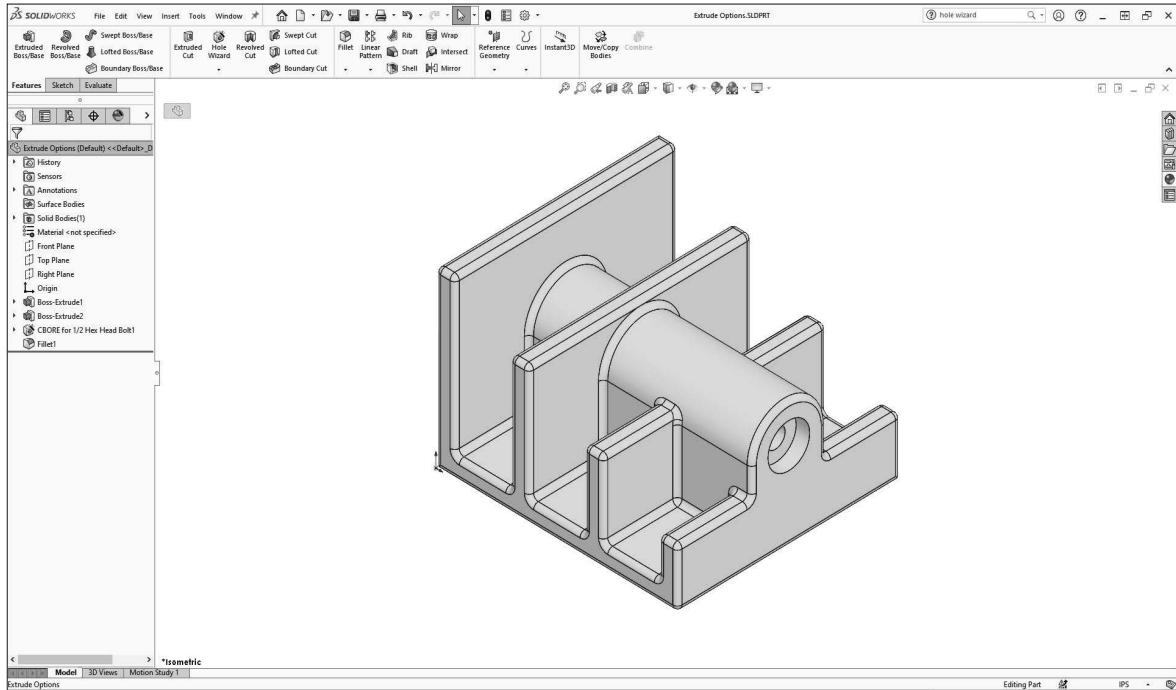 SOLIDWORKS File Edit View Insert Tools Window Extrude Options.SLDPRT hole wizard
Extruded Boss/Base
Revolved Boss/Base
Swept Boss/Base
Lofted Boss/Base
Boundary Boss/Base
Extruded Cut
Hole Wizard
Revolved Cut
Swept Cut
Lofted Cut
Boundary Cut
Fillet
Linear Pattern
Rib
Draft
Shell
Wrap
Intersect
Mirror
Reference Geometry
Curves
Instant3D
Move/Copy Bodies
Combine
Features Sketch Evaluate
Extrude Options (Default) <<Default>_D
History
Sensors
Annotations
Surface Bodies
Solid Bodies(1)
Material <not specified>
Front Plane
Top Plane
Right Plane
Origin
Boss-Extrude1
Boss-Extrude2
CBORE for 1/2 Hex Head Bolt1
Fillet1
*Isometric
Model 3D Views Motion Study 1
Extrude Options Editing Part IPS